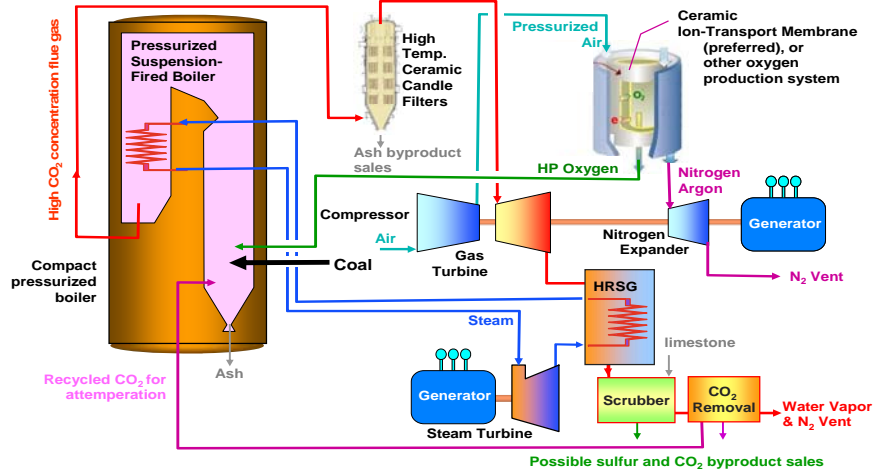 Pressurized
Suspension-
Fired Boiler
High CO2 concentration flue gas
High
Temp.
Ceramic
Candle
Filters
Ash byproduct
sales
Pressurized
Air
Ceramic
Ion-Transport Membrane
(preferred), or
other oxygen
production system
O2
e
HP Oxygen
Nitrogen
Argon
Compressor
Air
Gas
Turbine
Nitrogen
Expander
Generator
N2 Vent
Coal
Compact
pressurized
boiler
HRSG
Steam
limestone
Ash
Recycled CO2 for
attemperation
Generator
Steam Turbine
Scrubber
CO2
Removal
Water Vapor
& N2 Vent
Possible sulfur and CO2 byproduct sales